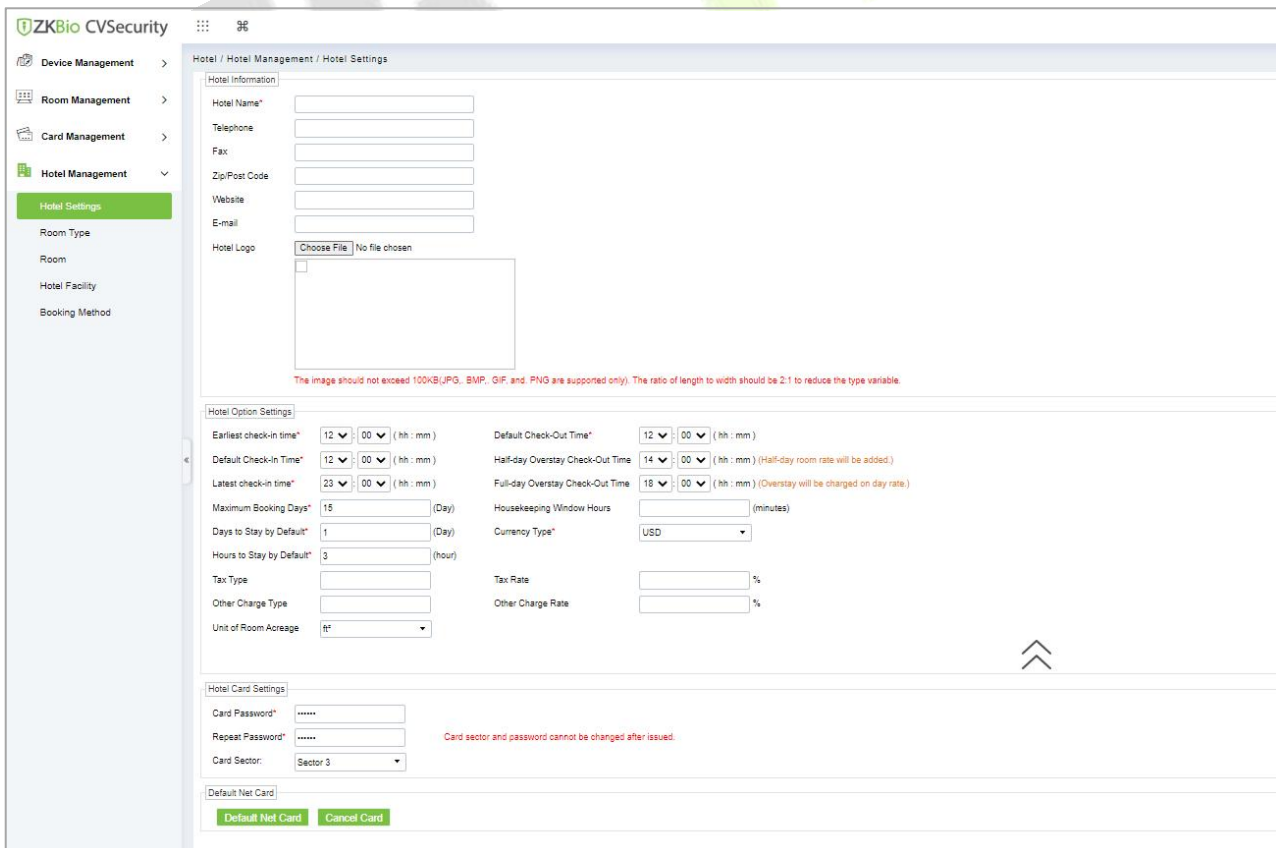 ZKBio CVSecurity
Device Management
Room Management
Card Management
Hotel Management
Hotel Settings
Room Type
Room
Hotel Facility
Booking Method
Hotel / Hotel Management / Hotel Settings
Hotel Information
Hotel Name*
Telephone
Fax
Zip/Post Code
Website
E-mail
Hotel Logo Choose File No file chosen
The image should not exceed 100KB(JPG,. BMP,. GIF, and. PNG are supported only). The ratio of length to width should be 2:1 to reduce the type variable.
Hotel Option Settings
Earliest check-in time* 12 : 00 ( hh : mm ) Default Check-Out Time* 12 : 00 ( hh : mm )
Default Check-In Time* 12 : 00 ( hh : mm ) Half-day Overstay Check-Out Time 14 : 00 ( hh : mm ) (Half-day room rate will be added.)
Latest check-in time* 23 : 00 ( hh : mm ) Full-day Overstay Check-Out Time 18 : 00 ( hh : mm ) (Overstay will be charged on day rate.)
Maximum Booking Days* 15 (Day) Housekeeping Window Hours (minutes)
Days to Stay by Default* 1 (Day) Currency Type* USD
Hours to Stay by Default* 3 (hour)
Tax Type Tax Rate %
Other Charge Type Other Charge Rate %
Unit of Room Acreage ft²
Hotel Card Settings
Card Password* ••••••
Repeat Password* •••••• Card sector and password cannot be changed after issued.
Card Sector: Sector 3
Default Net Card
Default Net Card Cancel Card